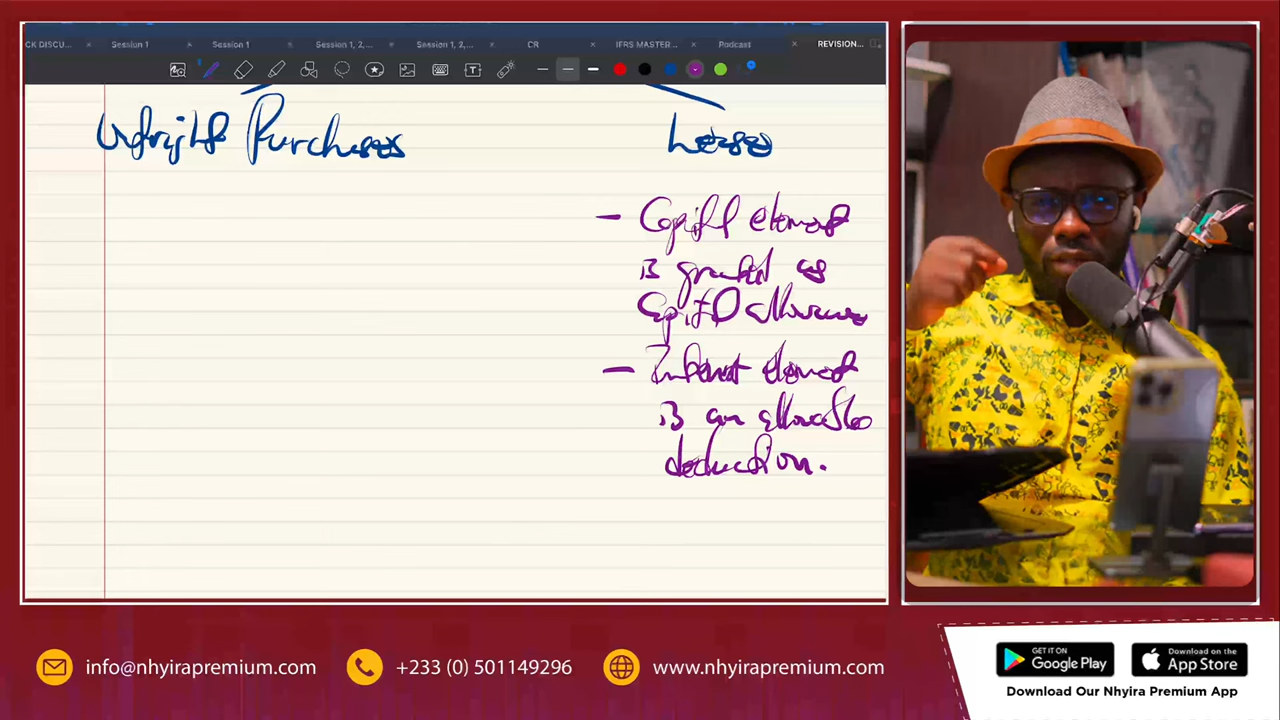 CK DISCU... Session 1 Session 1 Session 1, 2,... Session 1, 2,... CR IFRS MASTER ... Podcast REVISION...
Outright Purchases
Lease
- Capital element
is granted as
Capital allowance
- Interest element
is an allowable
deduction.
info@nhyirapremium.com
+233 (0) 501149296
www.nhyirapremium.com
GET IT ON
Google Play
Download on the
App Store
Download Our Nhyira Premium App